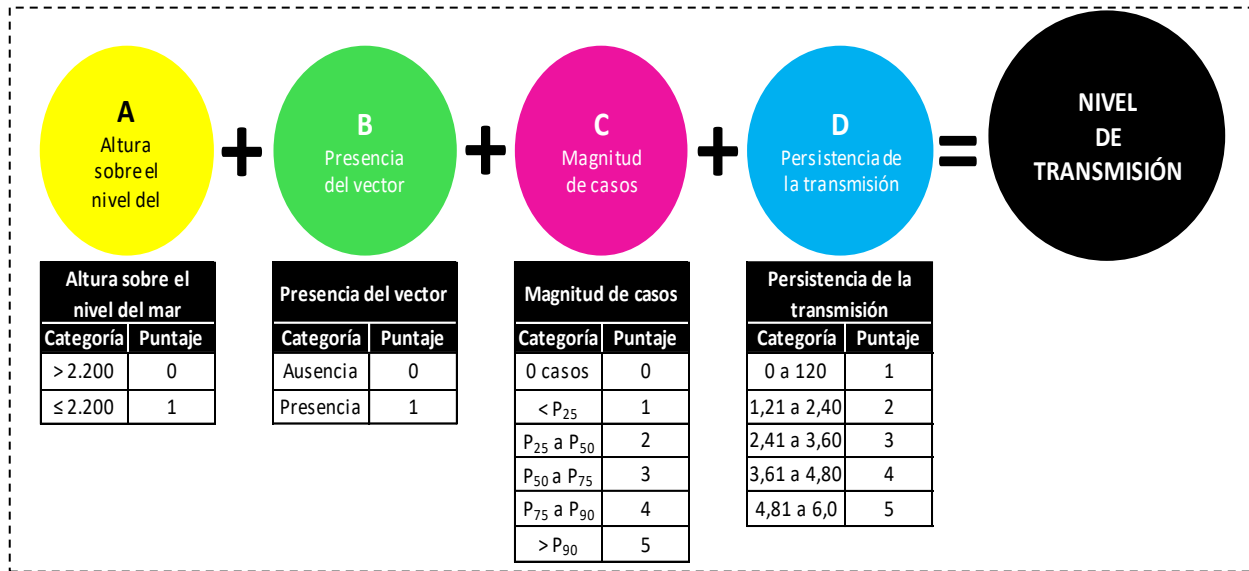 A
Altura
sobre el
nivel del
+
B
Presencia
del vector
+
C
Magnitud
de casos
+
D
Persistencia de
la transmisión
=
NIVEL
DE
TRANSMISIÓN
Altura sobre el
nivel del mar
Categoría Puntaje
> 2.200 0
≤ 2.200 1
Presencia del vector
Categoría Puntaje
Ausencia 0
Presencia 1
Magnitud de casos
Categoría Puntaje
0 casos 0
< P25 1
P25 a P50 2
P50 a P75 3
P75 a P90 4
> P90 5
Persistencia de la
transmisión
Categoría Puntaje
0 a 120 1
1,21 a 2,40 2
2,41 a 3,60 3
3,61 a 4,80 4
4,81 a 6,0 5